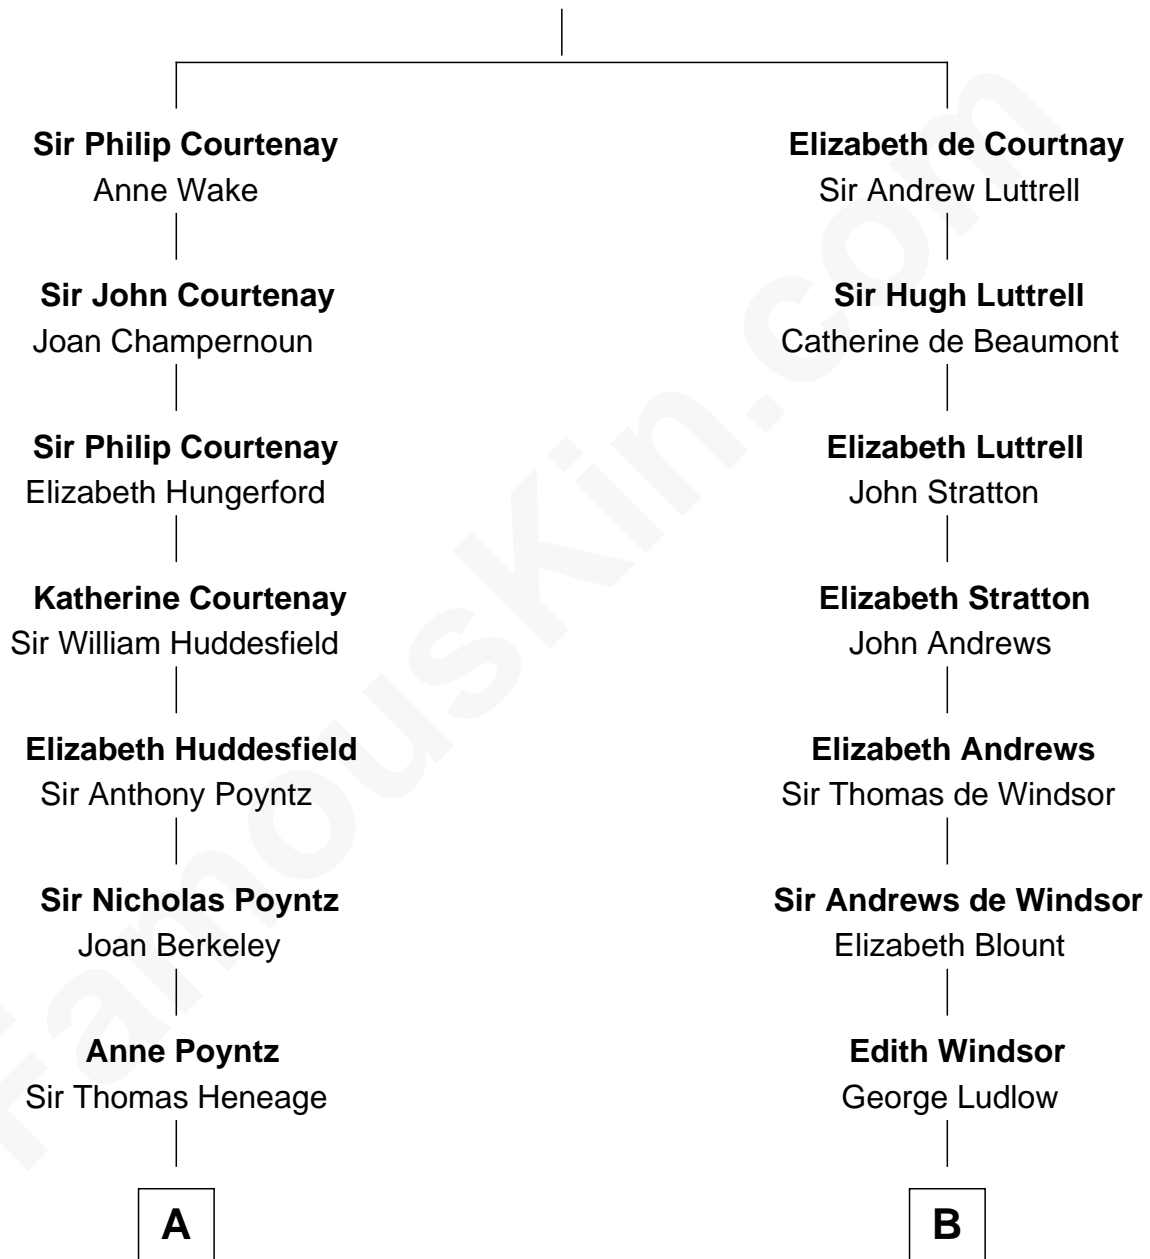 Sir Philip Courtenay
Anne Wake
Sir John Courtenay
Joan Champernoun
Sir Philip Courtenay
Elizabeth Hungerford
Katherine Courtenay
Sir William Huddesfield
Elizabeth Huddesfield
Sir Anthony Poyntz
Sir Nicholas Poyntz
Joan Berkeley
Anne Poyntz
Sir Thomas Heneage
A
Elizabeth de Courtnay
Sir Andrew Luttrell
Sir Hugh Luttrell
Catherine de Beaumont
Elizabeth Luttrell
John Stratton
Elizabeth Stratton
John Andrews
Elizabeth Andrews
Sir Thomas de Windsor
Sir Andrews de Windsor
Elizabeth Blount
Edith Windsor
George Ludlow
B
FamousKin.com